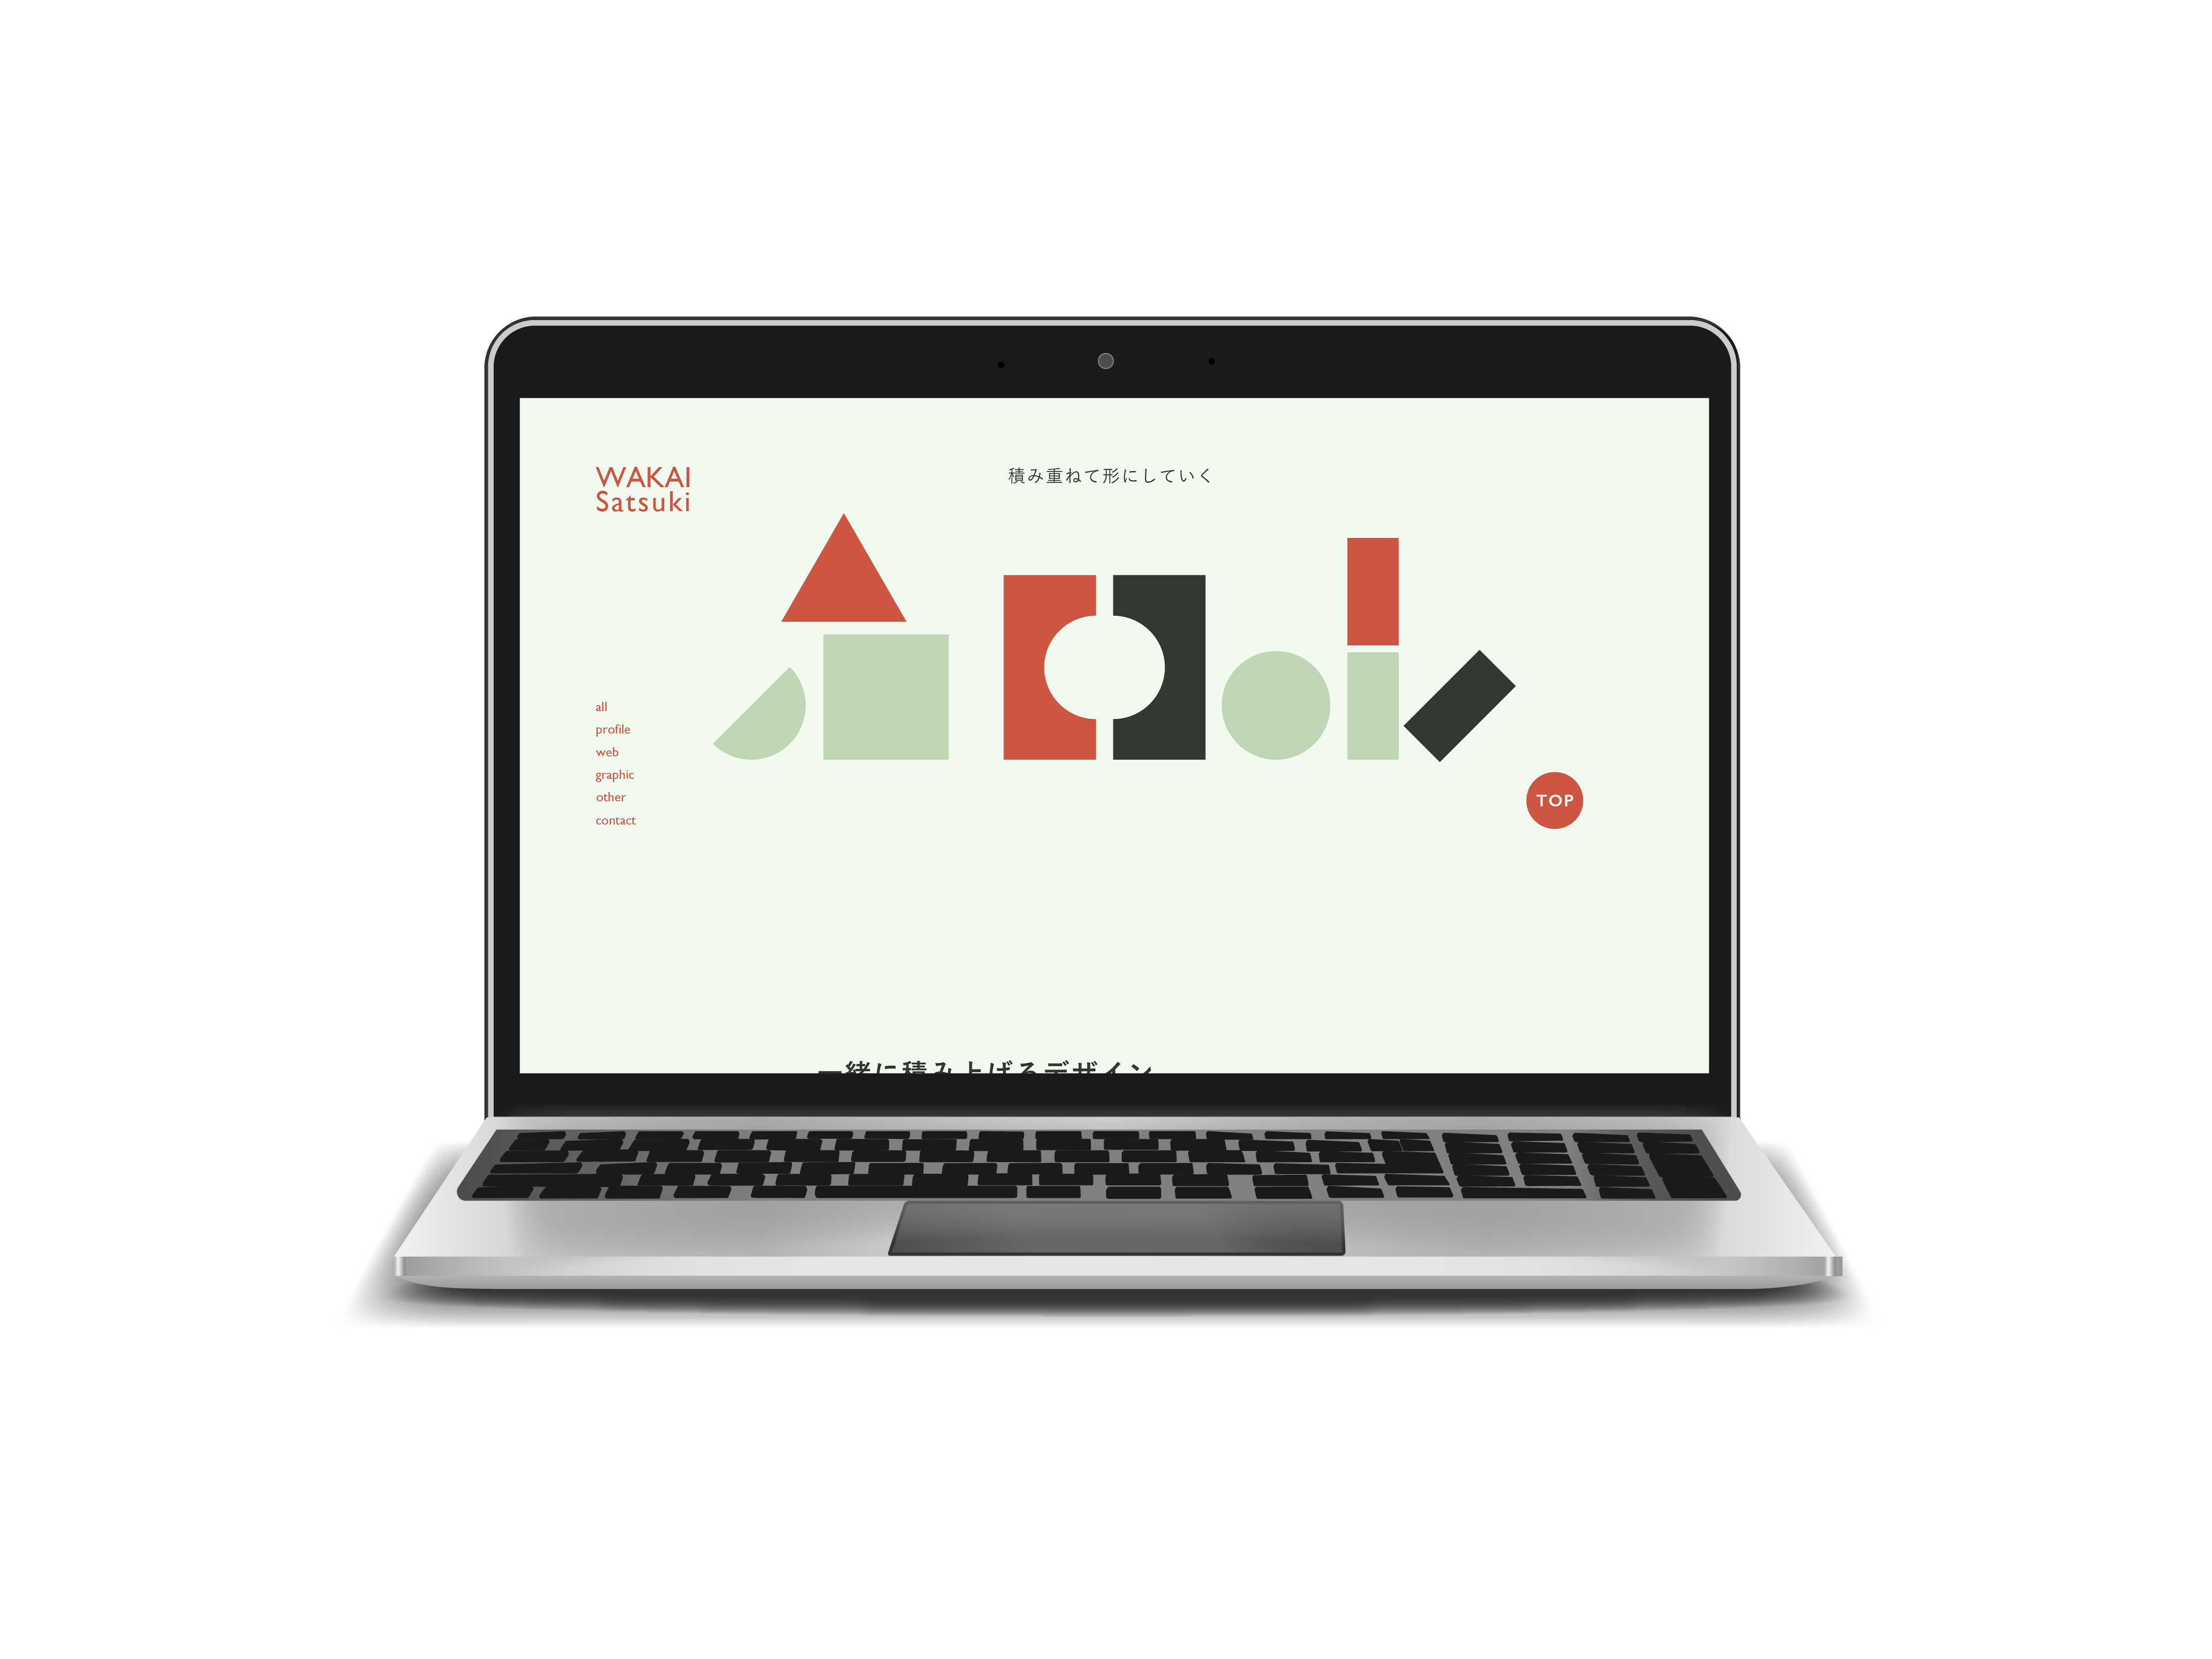 WAKAI
Satsuki
積み重ねて形にしていく
all
profile
web
graphic
other
contact
TOP
一緒に積み上げるデザイン